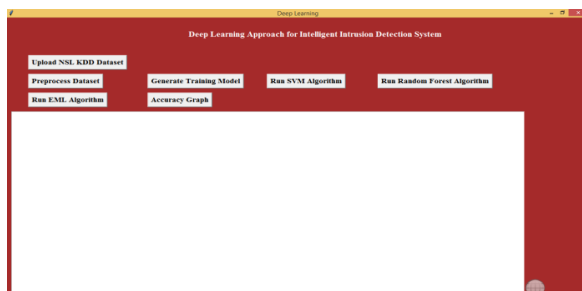 Deep Learning
Deep Learning Approach for Intelligent Intrusion Detection System
Upload NSL KDD Dataset
Preprocess Dataset Generate Training Model Run SVM Algorithm Run Random Forest Algorithm
Run EML Algorithm Accuracy Graph